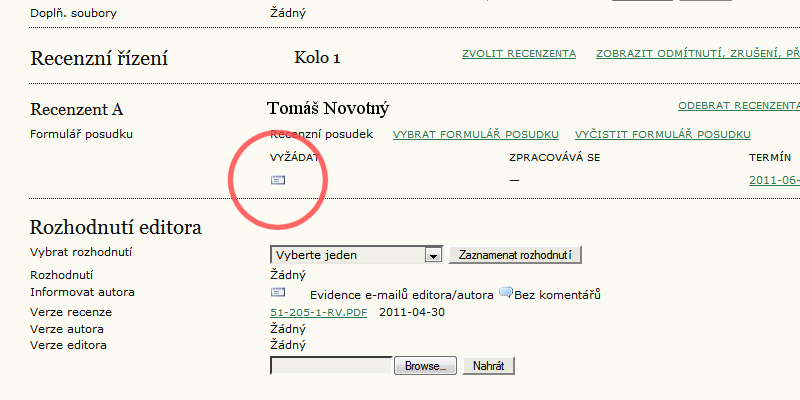 Doplň. soubory Žádný
Recenzní řízení Kolo 1 ZVOLIT RECENZENTA ZOBRAZIT ODMÍTNUTÍ, ZRUŠENÍ, PŘ
Recenzent A Tomáš Novotný ODEBRAT RECENZENTA
Formulář posudku Recenzní posudek VYBRAT FORMULÁŘ POSUDKU VYČISTIT FORMULÁŘ POSUDKU
VYŽÁDAT ZPRACOVÁVÁ SE TERMÍN
— 2011-06-
Rozhodnutí editora
Vybrat rozhodnutí Vyberte jeden Zaznamenat rozhodnutí
Rozhodnutí Žádný
Informovat autora Evidence e-mailů editora/autora Bez komentářů
Verze recenze 51-205-1-RV.PDF 2011-04-30
Verze autora Žádný
Verze editora Žádný
Browse... Nahrát